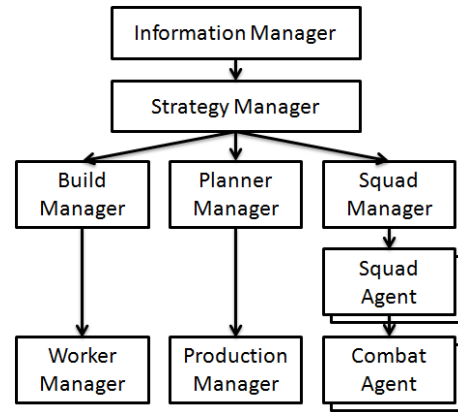 Information Manager
Strategy Manager
Build
Manager
Planner
Manager
Squad
Manager
Squad
Agent
Worker
Manager
Production
Manager
Combat
Agent